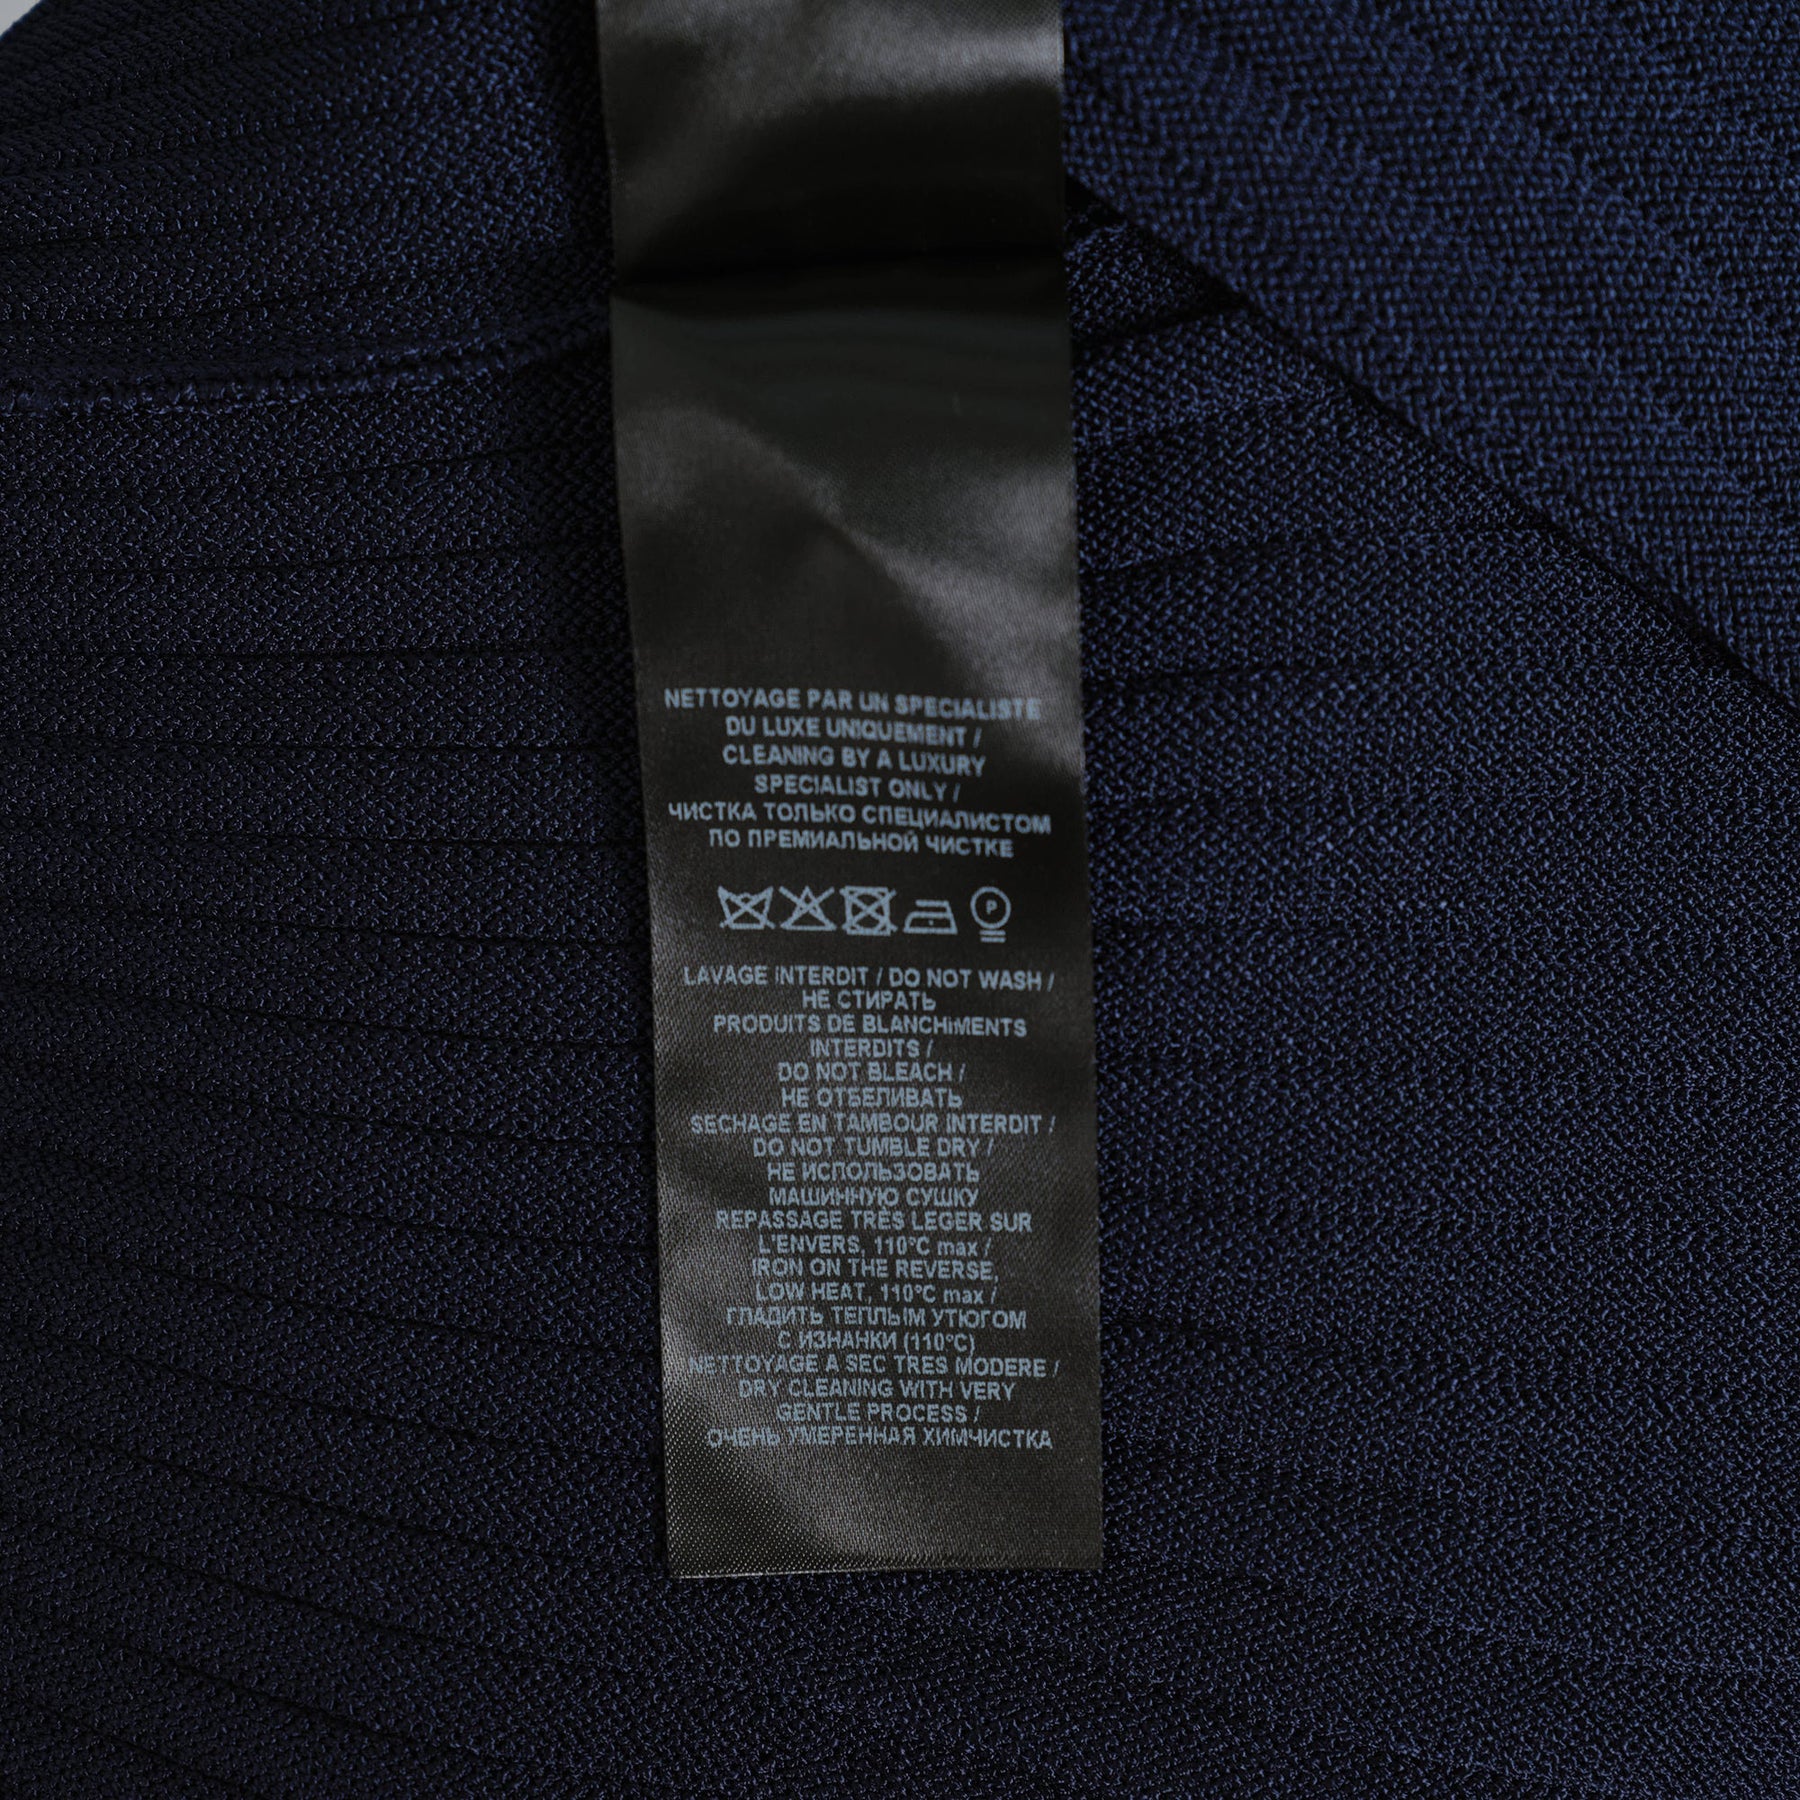 NETTOYAGE PAR UN SPECIALISTE
DU LUXE UNIQUEMENT /
CLEANING BY A LUXURY
SPECIALIST ONLY /
ЧИСТКА ТОЛЬКО СПЕЦИАЛИСТОМ
ПО ПРЕМИАЛЬНОЙ ЧИСТКЕ
P
LAVAGE INTERDIT / DO NOT WASH /
НЕ СТИРАТЬ
PRODUITS DE BLANCHIMENTS
INTERDITS /
DO NOT BLEACH /
НЕ ОТБЕЛИВАТЬ
SECHAGE EN TAMBOUR INTERDIT /
DO NOT TUMBLE DRY /
НЕ ИСПОЛЬЗОВАТЬ
МАШИННУЮ СУШКУ
REPASSAGE TRÈS LEGER SUR
L'ENVERS, 110°C max /
IRON ON THE REVERSE,
LOW HEAT, 110°C max /
ГЛАДИТЬ ТЕПЛЫМ УТЮГОМ
С ИЗНАНКИ (110°C)
NETTOYAGE A SEC TRES MODERE /
DRY CLEANING WITH VERY
GENTLE PROCESS /
ОЧЕНЬ УМЕРЕННАЯ ХИМЧИСТКА